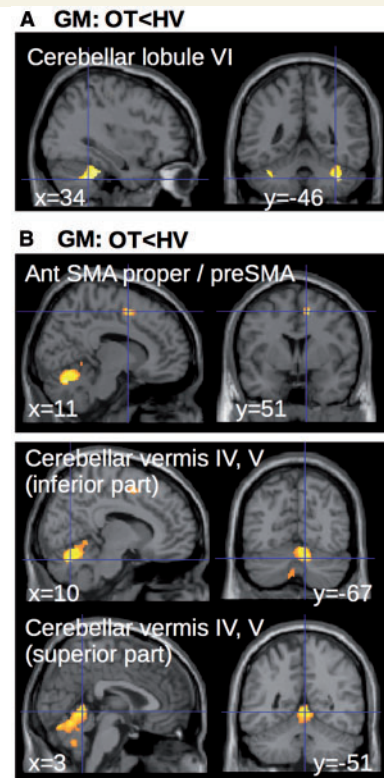 A GM: OT<HV
Cerebellar lobule VI
x=34 y=-46
B GM: OT<HV
Ant SMA proper / preSMA
x=11 y=51
Cerebellar vermis IV, V
(inferior part)
x=10 y=-67
Cerebellar vermis IV, V
(superior part)
x=3 y=-51